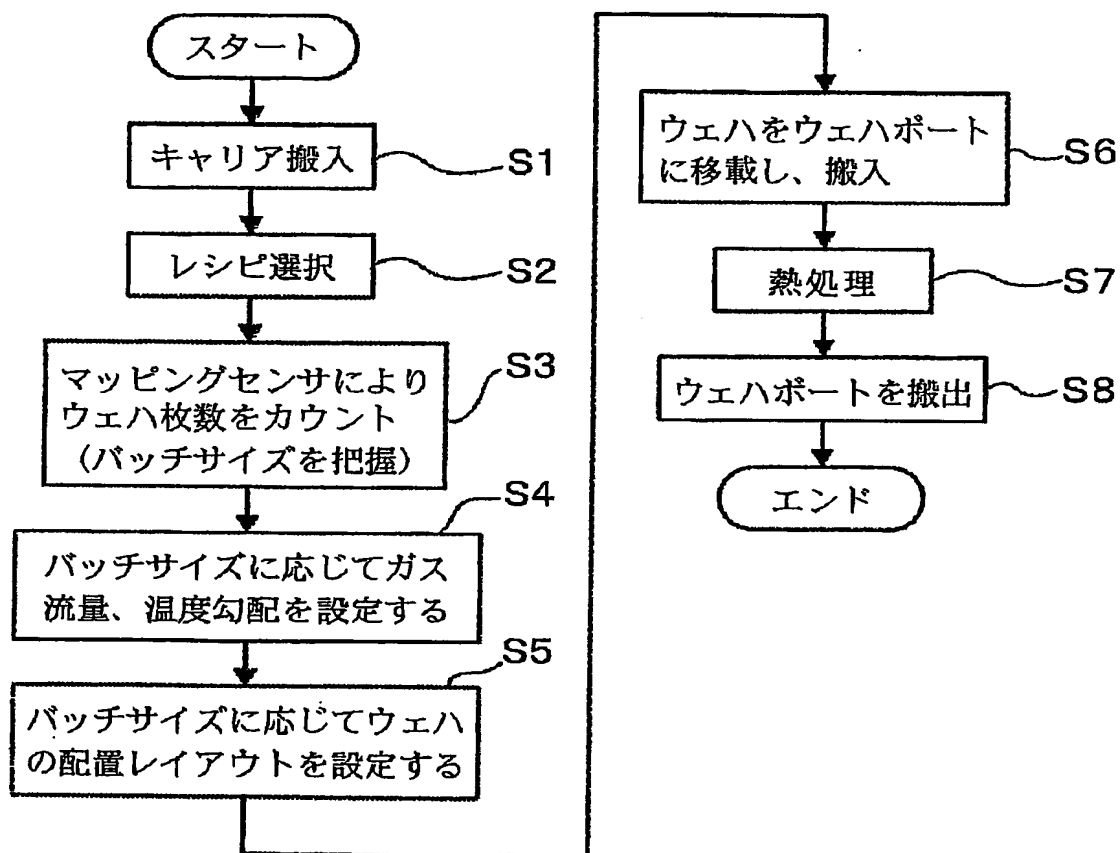 スタート
キャリア搬入
S1
レシピ選択
S2
マッピングセンサにより
ウェハ枚数をカウント
(バッチサイズを把握)
S3
バッチサイズに応じてガス
流量、温度勾配を設定する
S4
バッチサイズに応じてウェハ
の配置レイアウトを設定する
S5
ウェハをウェハポート
に移載し、搬入
S6
熱処理
S7
ウェハポートを搬出
S8
エンド